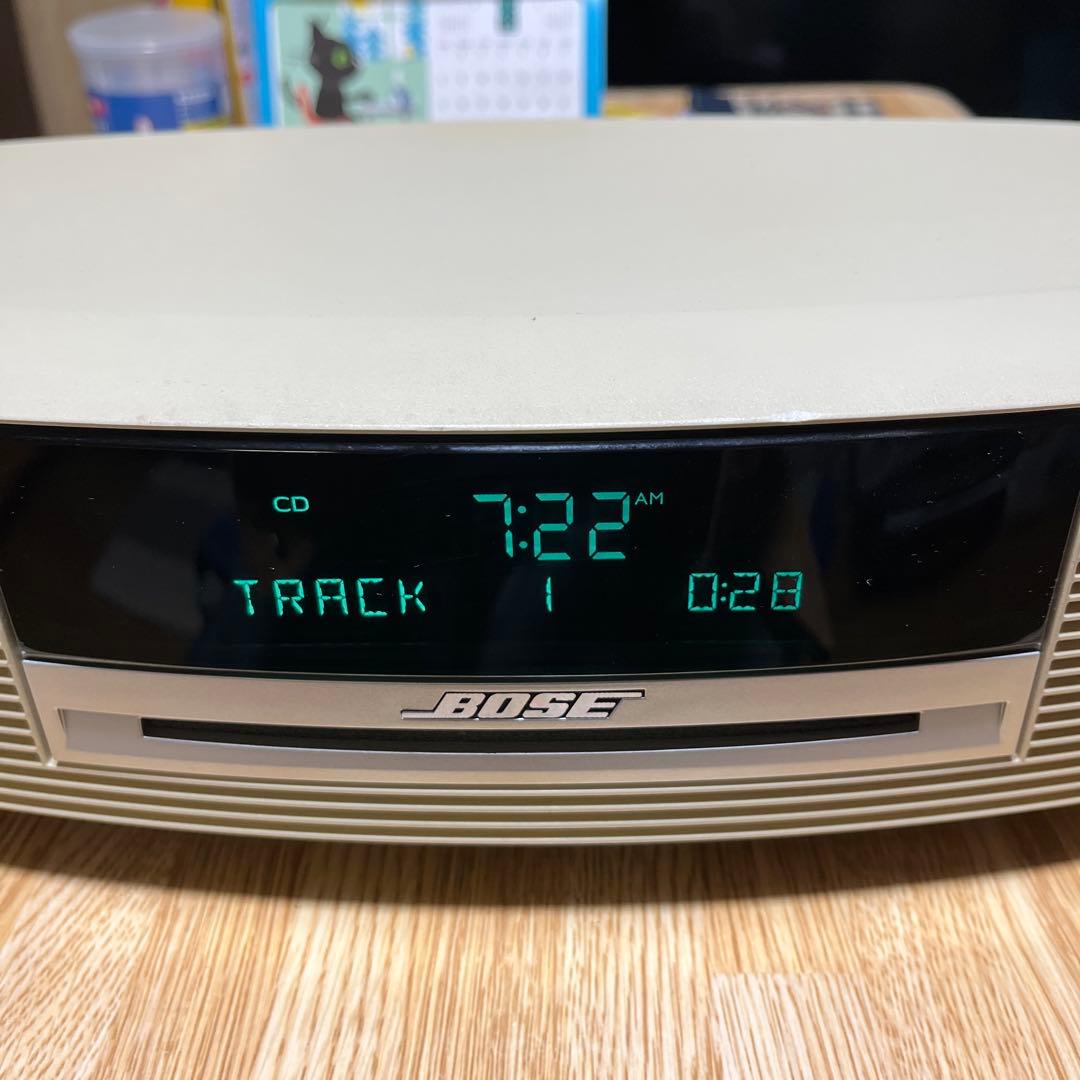 CD 7:22 AM
TRACK 1 0:28
BOSE